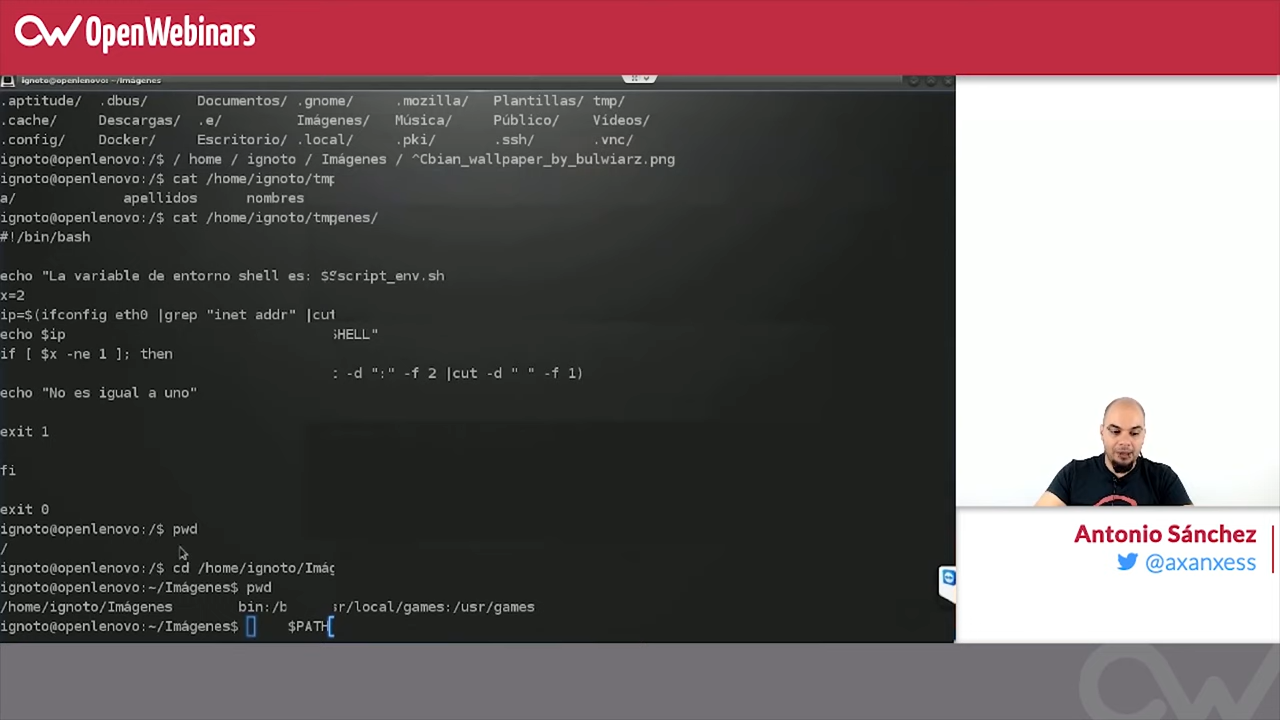 OpenWebinars
ignoto@openlenovo: ~/Imágenes
.aptitude/ .dbus/ Documentos/ .gnome/ .mozilla/ Plantillas/ tmp/
.cache/ Descargas/ .e/ Imágenes/ Música/ Público/ Vídeos/
.config/ Docker/ Escritorio/ .local/ .pki/ .ssh/ .vnc/
ignoto@openlenovo:/$ / home / ignoto / Imágenes / ^Cbian_wallpaper_by_bulwiarz.png
ignoto@openlenovo:/$ cat /home/ignoto/tmp
a/ apellidos nombres
ignoto@openlenovo:/$ cat /home/ignoto/tmpgenes/
#!/bin/bash
echo "La variable de entorno shell es: $Sscript_env.sh
x=2
ip=$(ifconfig eth0 |grep "inet addr" |cut
echo $ip HELL"
if [ $x -ne 1 ]; then
: -d ":" -f 2 |cut -d " " -f 1)
echo "No es igual a uno"
exit 1
fi
exit 0
ignoto@openlenovo:/$ pwd
/
ignoto@openlenovo:/$ cd /home/ignoto/Imág
ignoto@openlenovo:~/Imágenes$ pwd
/home/ignoto/Imágenes bin:/b sr/local/games:/usr/games
ignoto@openlenovo:~/Imágenes$ $PATH
Antonio Sánchez
@axanxess